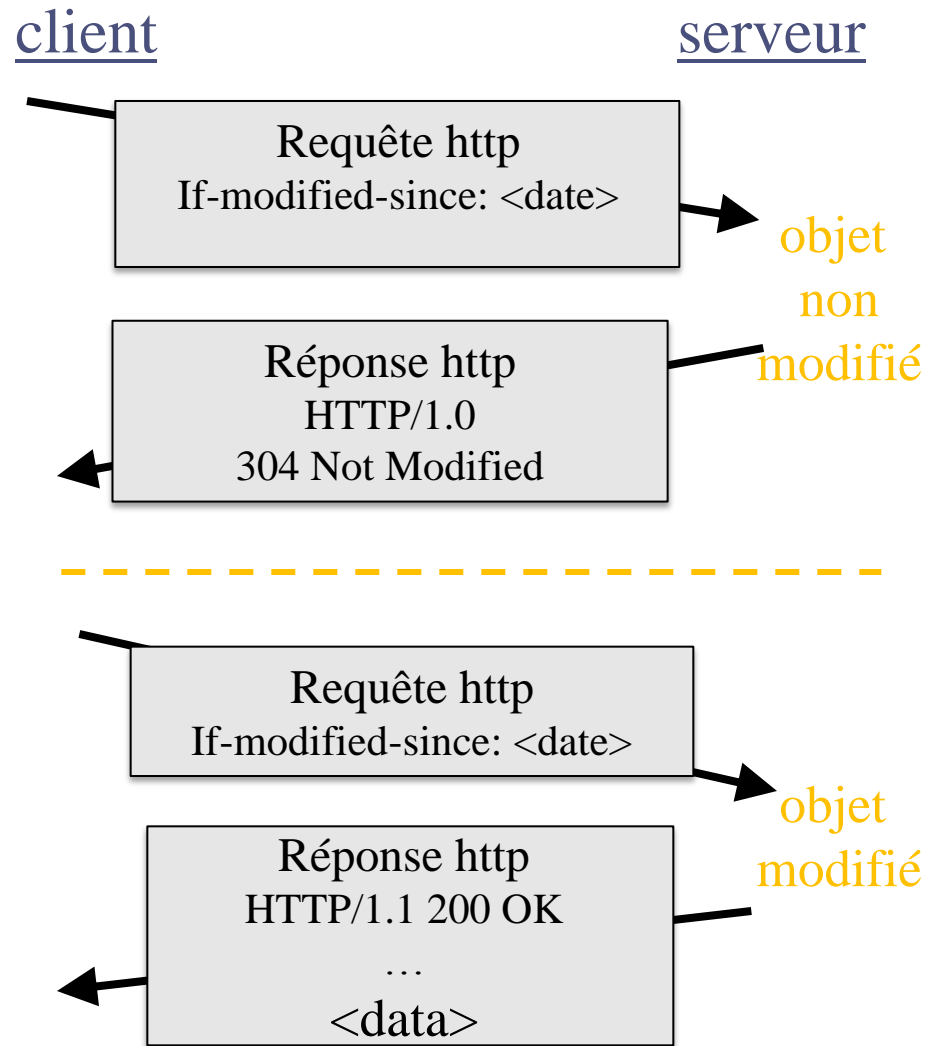 client
serveur
Requête http
If-modified-since: <date>
objet
non
modifié
Réponse http
HTTP/1.0
304 Not Modified
Requête http
If-modified-since: <date>
objet
modifié
Réponse http
HTTP/1.1 200 OK
…
<data>